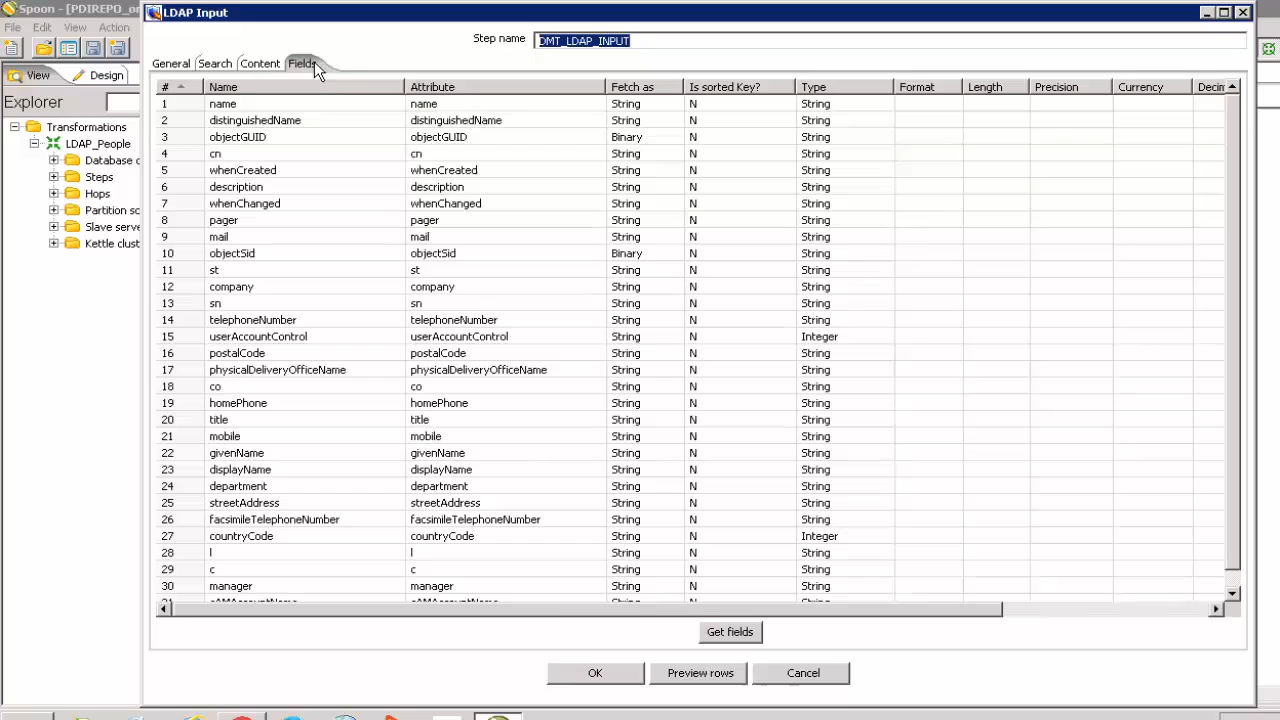 Spoon - [PDIREPO_or
LDAP Input
File Edit View Action
Step name DMT_LDAP_INPUT
View Design
General Search Content Fields
Explorer
# Name Attribute Fetch as Is sorted Key? Type Format Length Precision Currency Decin
1 name name String N String
2 distinguishedName distinguishedName String N String
3 objectGUID objectGUID Binary N String
4 cn cn String N String
5 whenCreated whenCreated String N String
6 description description String N String
7 whenChanged whenChanged String N String
8 pager pager String N String
9 mail mail String N String
10 objectSid objectSid Binary N String
11 st st String N String
12 company company String N String
13 sn sn String N String
14 telephoneNumber telephoneNumber String N String
15 userAccountControl userAccountControl String N Integer
16 postalCode postalCode String N String
17 physicalDeliveryOfficeName physicalDeliveryOfficeName String N String
18 co co String N String
19 homePhone homePhone String N String
20 title title String N String
21 mobile mobile String N String
22 givenName givenName String N String
23 displayName displayName String N String
24 department department String N String
25 streetAddress streetAddress String N String
26 facsimileTelephoneNumber facsimileTelephoneNumber String N String
27 countryCode countryCode String N Integer
28 l l String N String
29 c c String N String
30 manager manager String N String
Transformations
LDAP_People
Database c
Steps
Hops
Partition sc
Slave serve
Kettle clust
Get fields
OK Preview rows Cancel